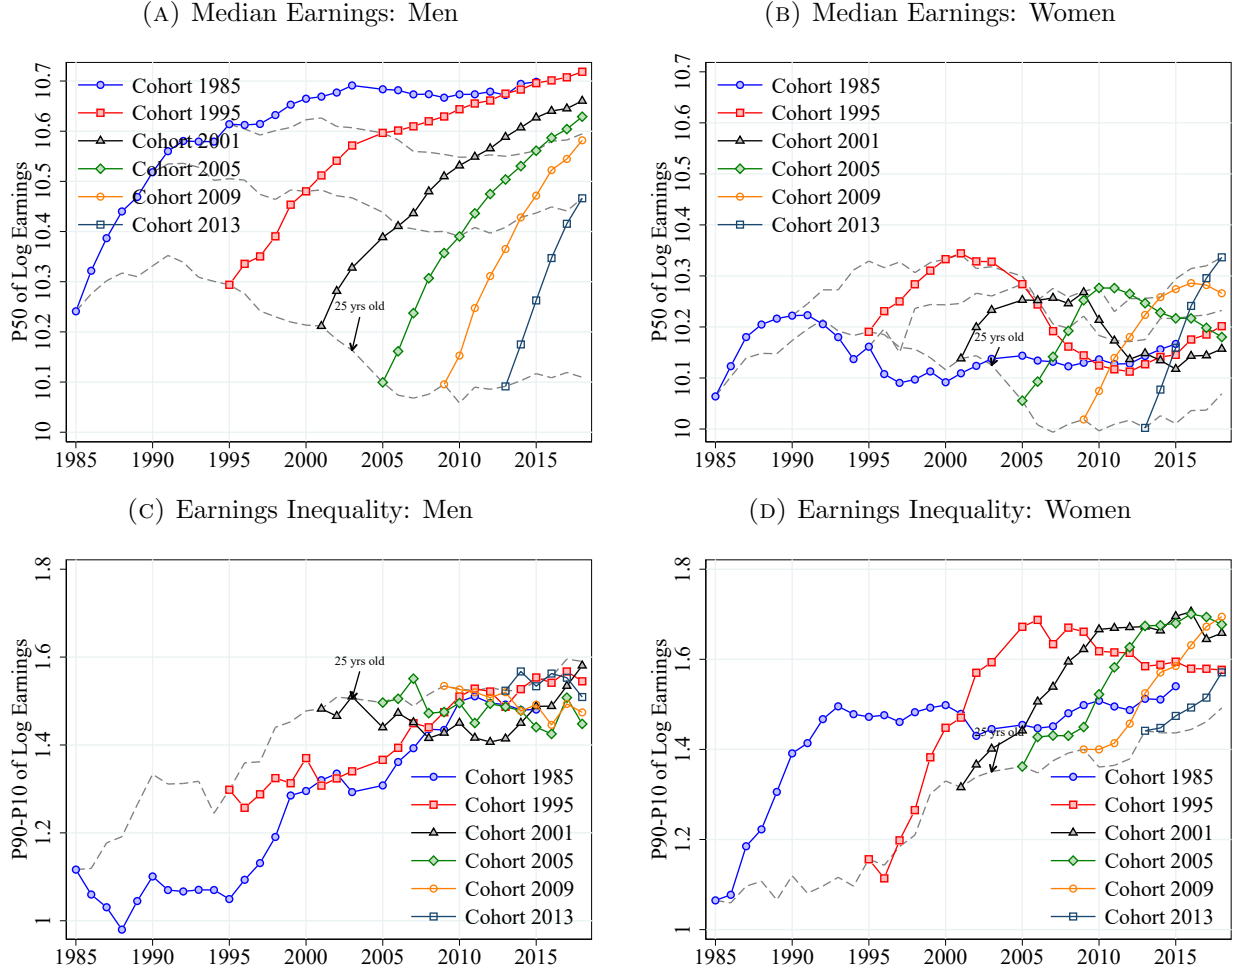 (A) Median Earnings: Men
P50 of Log Earnings
10.7
10.6
10.5
10.4
10.3
10.2
10.1
10
Cohort 1985
Cohort 1995
Cohort 2001
Cohort 2005
Cohort 2009
Cohort 2013
25 yrs old
1985 1990 1995 2000 2005 2010 2015
(B) Median Earnings: Women
P50 of Log Earnings
10.7
10.6
10.5
10.4
10.3
10.2
10.1
10
Cohort 1985
Cohort 1995
Cohort 2001
Cohort 2005
Cohort 2009
Cohort 2013
25 yrs old
1985 1990 1995 2000 2005 2010 2015
(C) Earnings Inequality: Men
P90-P10 of Log Earnings
1.8
1.6
1.4
1.2
1
25 yrs old
Cohort 1985
Cohort 1995
Cohort 2001
Cohort 2005
Cohort 2009
Cohort 2013
1985 1990 1995 2000 2005 2010 2015
(D) Earnings Inequality: Women
P90-P10 of Log Earnings
1.8
1.6
1.4
1.2
1
25 yrs old
Cohort 1985
Cohort 1995
Cohort 2001
Cohort 2005
Cohort 2009
Cohort 2013
1985 1990 1995 2000 2005 2010 2015